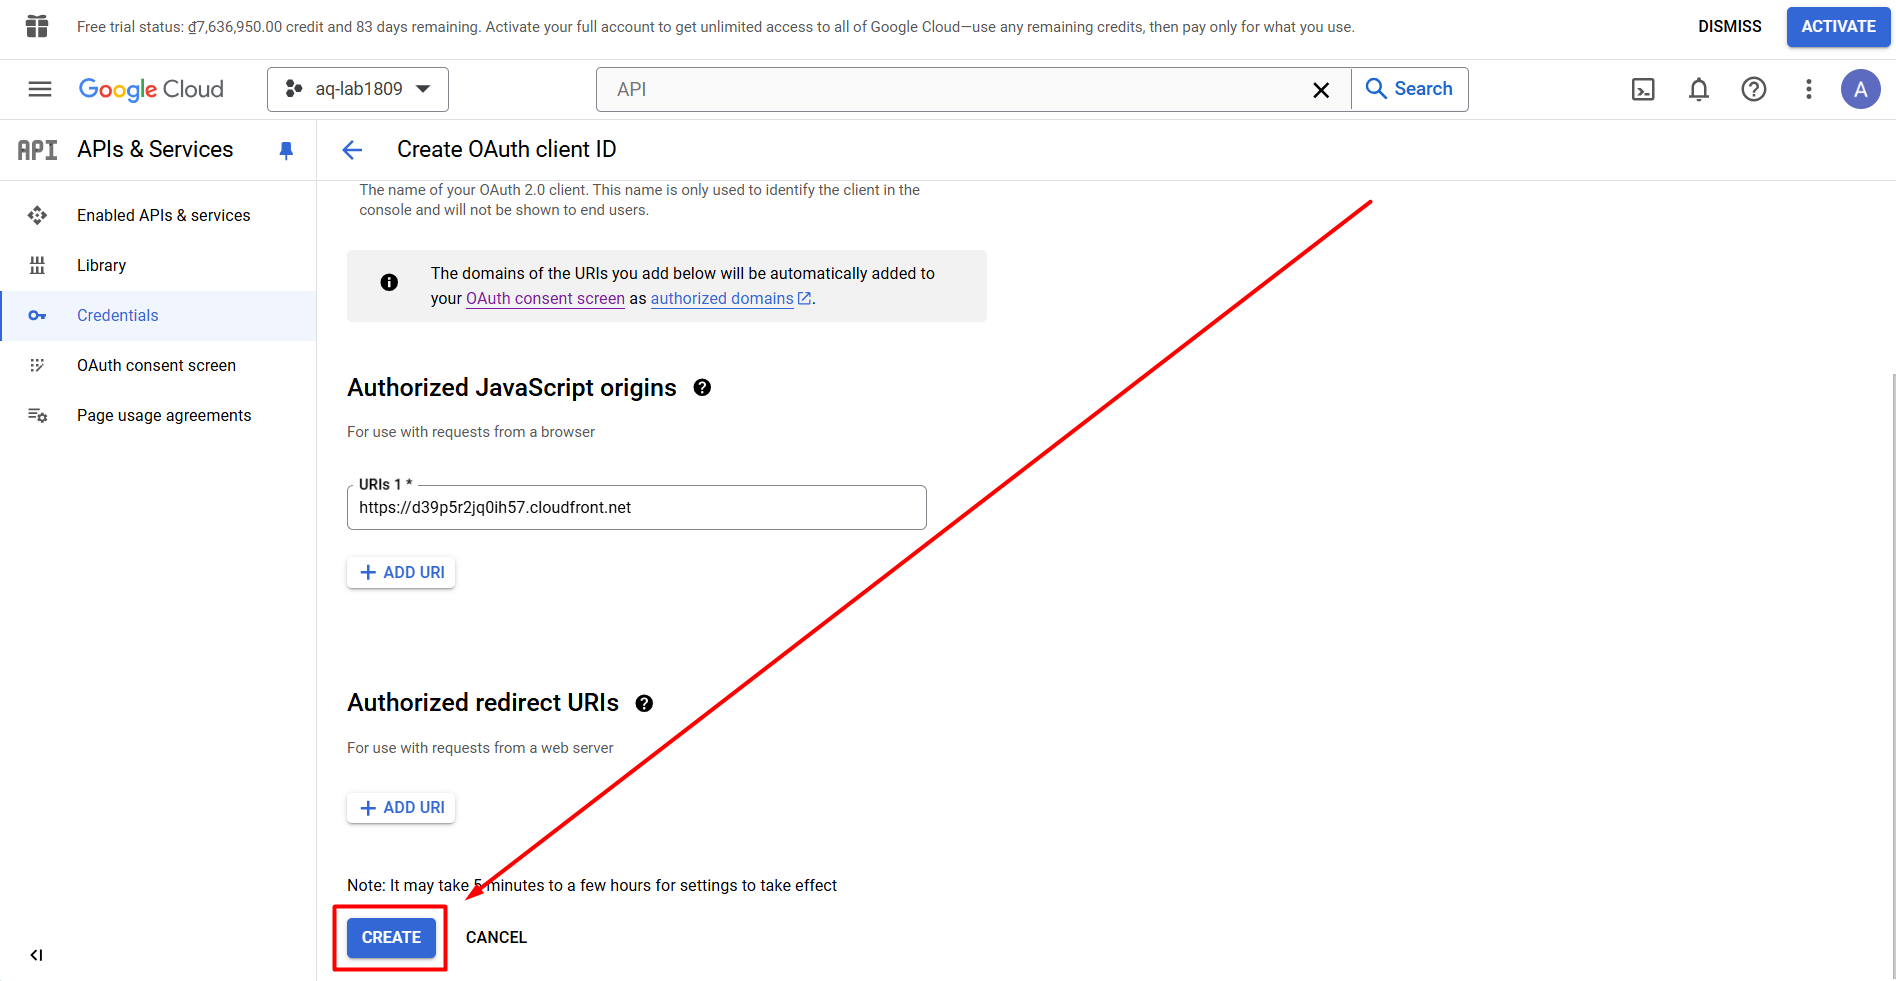 Free trial status: ₫7,636,950.00 credit and 83 days remaining. Activate your full account to get unlimited access to all of Google Cloud—use any remaining credits, then pay only for what you use.
DISMISS
ACTIVATE
Google Cloud
aq-lab1809
API
Search
A
API
APIs & Services
Create OAuth client ID
Enabled APIs & services
Library
Credentials
OAuth consent screen
Page usage agreements
The name of your OAuth 2.0 client. This name is only used to identify the client in the
console and will not be shown to end users.
The domains of the URIs you add below will be automatically added to
your OAuth consent screen as authorized domains.
Authorized JavaScript origins
For use with requests from a browser
URIs 1 *
https://d39p5r2jq0ih57.cloudfront.net
ADD URI
Authorized redirect URIs
For use with requests from a web server
ADD URI
Note: It may take 5 minutes to a few hours for settings to take effect
CREATE
CANCEL